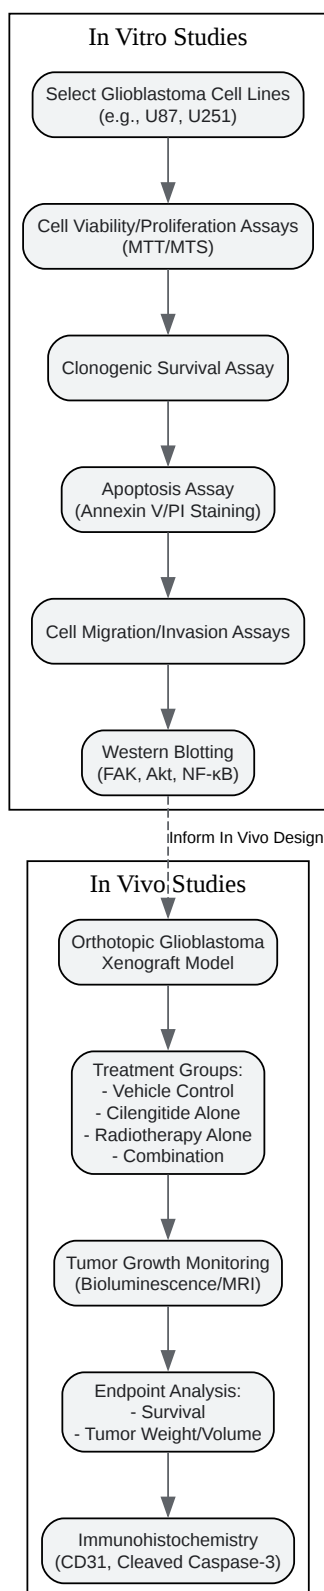 In Vitro Studies
Select Glioblastoma Cell Lines
(e.g., U87, U251)
Cell Viability/Proliferation Assays
(MTT/MTS)
Clonogenic Survival Assay
Apoptosis Assay
(Annexin V/PI Staining)
Cell Migration/Invasion Assays
Western Blotting
(FAK, Akt, NF-κB)
Inform In Vivo Design
In Vivo Studies
Orthotopic Glioblastoma
Xenograft Model
Treatment Groups:
- Vehicle Control
- Cilengitide Alone
- Radiotherapy Alone
- Combination
Tumor Growth Monitoring
(Bioluminescence/MRI)
Endpoint Analysis:
- Survival
- Tumor Weight/Volume
Immunohistochemistry
(CD31, Cleaved Caspase-3)